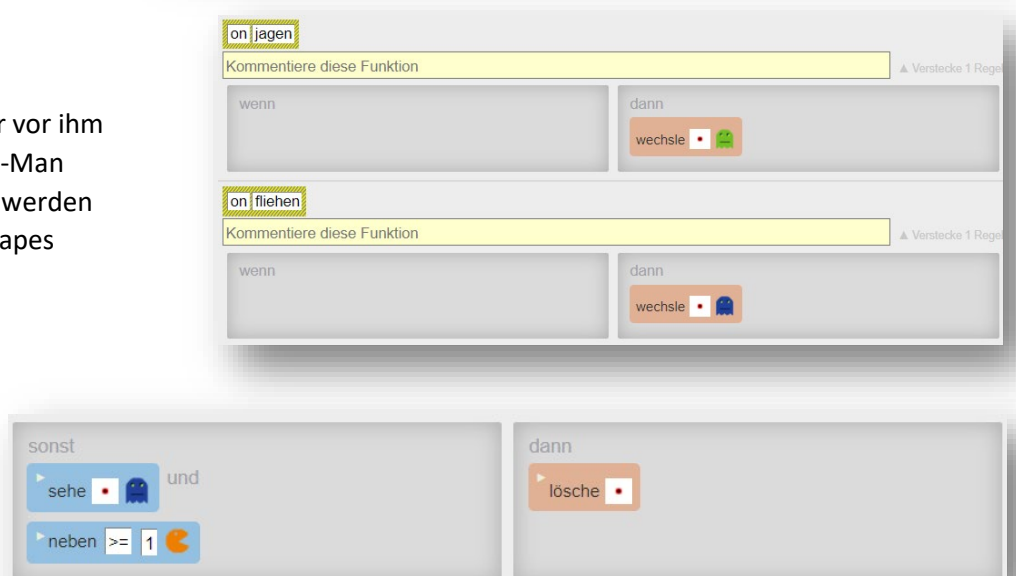 on jagen
Kommentiere diese Funktion
▲ Verstecke 1 Regel
wenn
dann
wechsle
vor ihm
-Man
werden
on fliehen
Kommentiere diese Funktion
▲ Verstecke 1 Regel
wenn
dann
wechsle
sonst
sehe
und
neben >= 1
dann
lösche